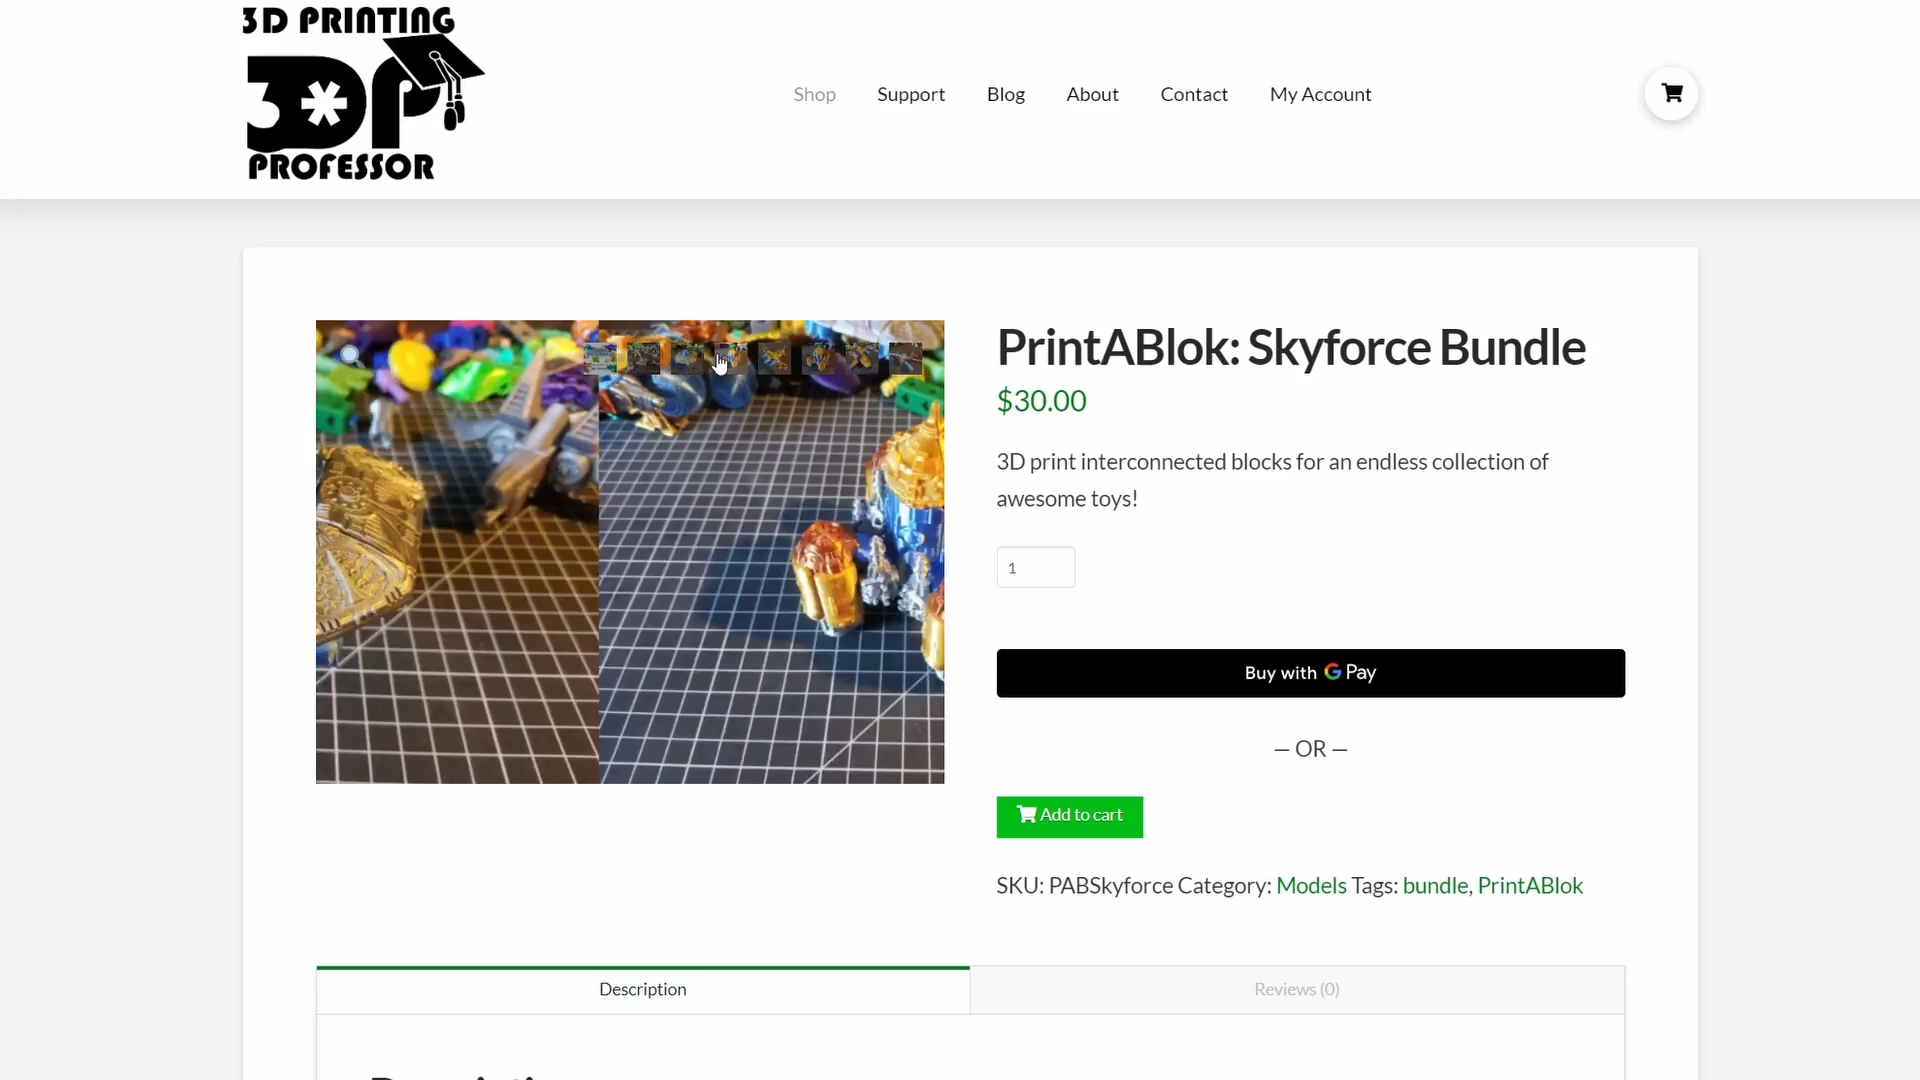 3D PRINTING
3DP
PROFESSOR
Shop
Support
Blog
About
Contact
My Account
PrintABlok: Skyforce Bundle
$30.00
3D print interconnected blocks for an endless collection of
awesome toys!
1
Buy with G Pay
— OR —
Add to cart
SKU: PABSkyforce Category: Models Tags: bundle, PrintABlok
Description
Reviews (0)